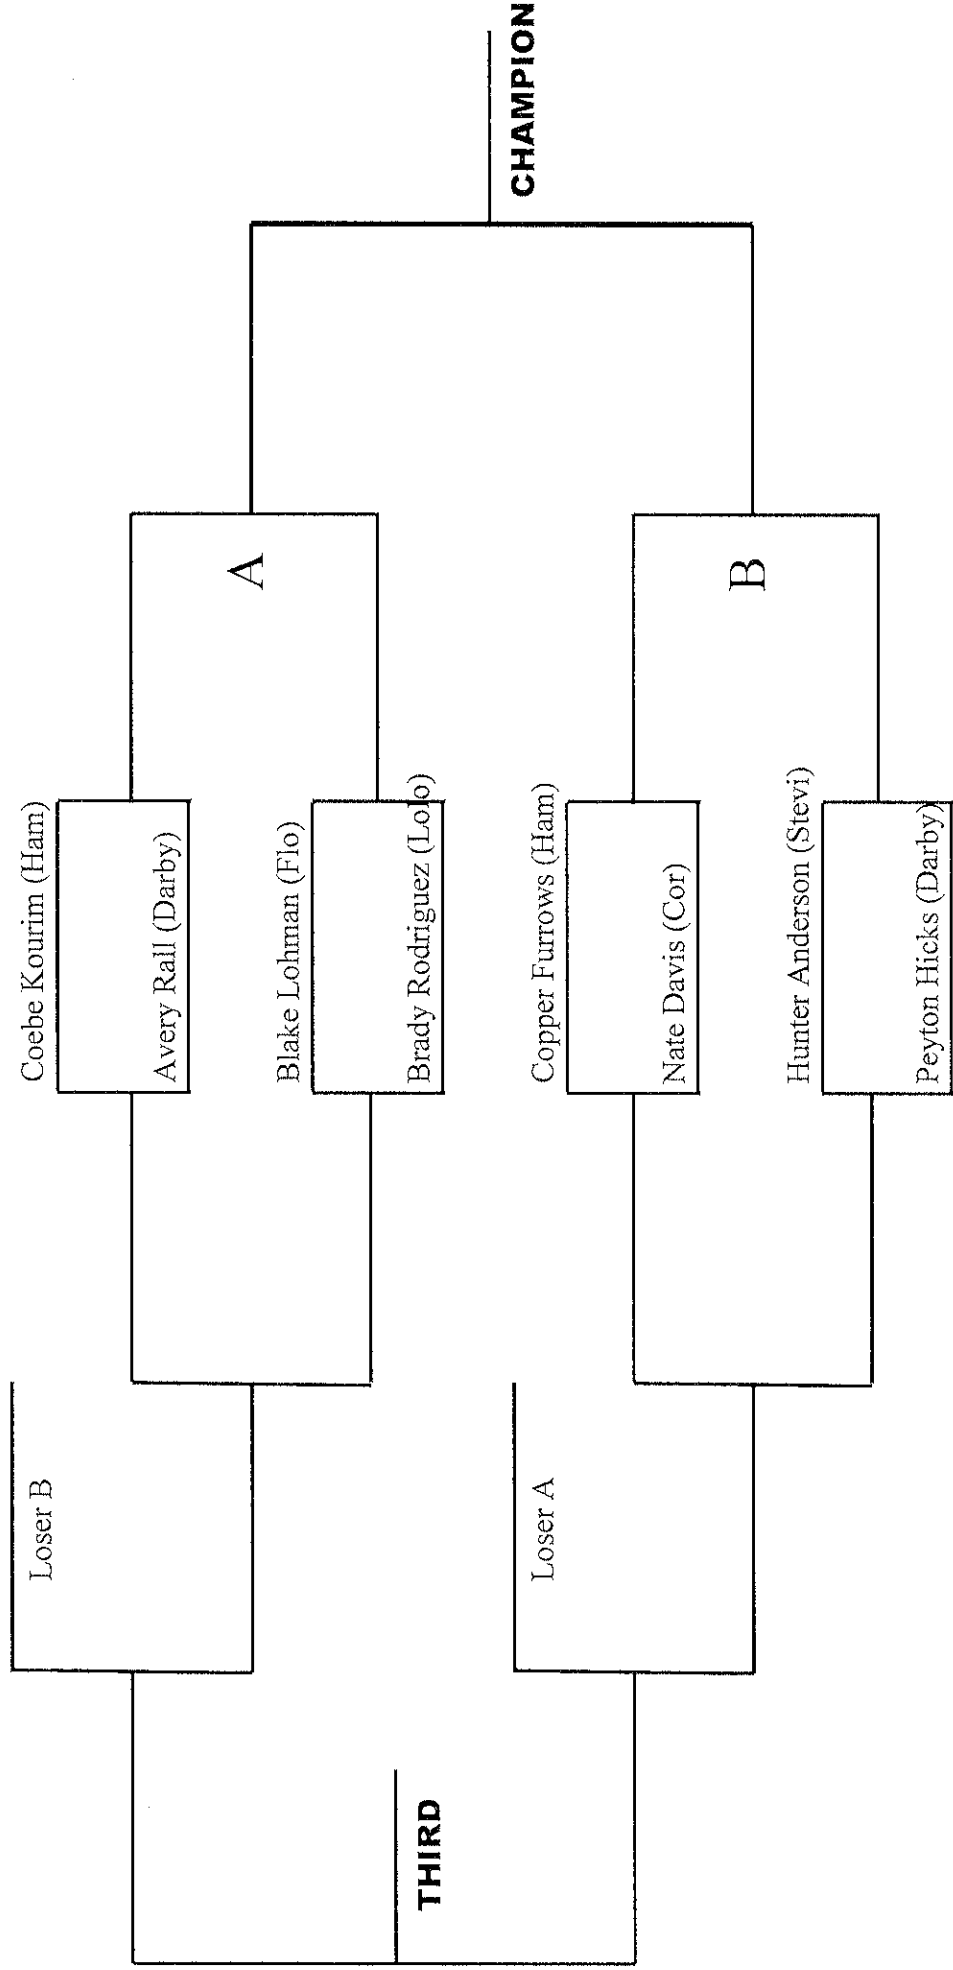 Coebe Kourim (Ham)
Avery Rall (Darby)
Blake Lohman (Flo)
Brady Rodriguez (Lolo)
Copper Furrows (Ham)
Nate Davis (Cor)
Hunter Anderson (Stevi)
Peyton Hicks (Darby)
A
B
CHAMPION
Loser B
Loser A
THIRD